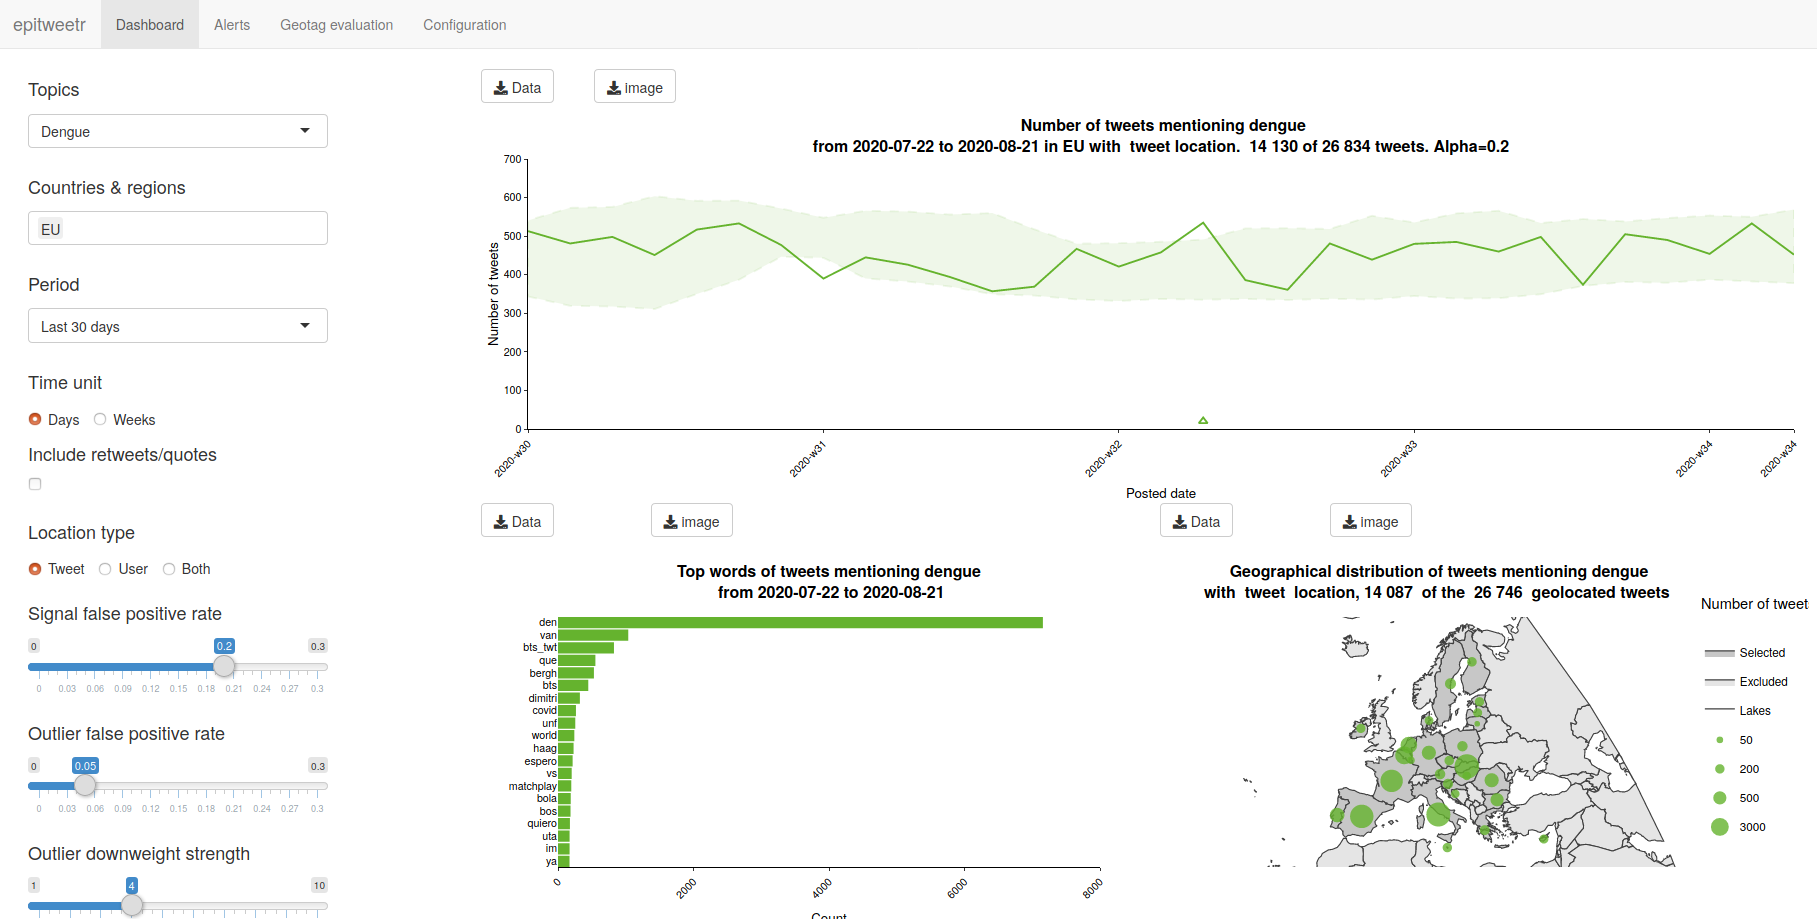 epitweetr Dashboard Alerts Geotag evaluation Configuration
Topics
Dengue
Countries & regions
EU
Period
Last 30 days
Time unit
Days Weeks
Include retweets/quotes
Location type
Tweet User Both
Signal false positive rate
0 0.2 0.3
0 0.03 0.06 0.09 0.12 0.15 0.18 0.21 0.24 0.27 0.3
Outlier false positive rate
0 0.05 0.3
0 0.03 0.06 0.09 0.12 0.15 0.18 0.21 0.24 0.27 0.3
Outlier downweight strength
1 4 10
Data image
Number of tweets mentioning dengue
from 2020-07-22 to 2020-08-21 in EU with tweet location. 14 130 of 26 834 tweets. Alpha=0.2
Number of tweets
700
600
500
400
300
200
100
0
2020-w30 2020-w31 2020-w32 2020-w33 2020-w34 2020-w34
Posted date
Data image
Top words of tweets mentioning dengue
from 2020-07-22 to 2020-08-21
den
van
bts_twt
que
bergh
bts
dimitri
covid
unf
world
haag
espero
vs
matchplay
bola
bos
quiero
uta
im
ya
0 2000 4000 6000 8000
Count
Data image
Geographical distribution of tweets mentioning dengue
with tweet location, 14 087 of the 26 746 geolocated tweets
Number of tweets
Selected
Excluded
Lakes
50
200
500
3000